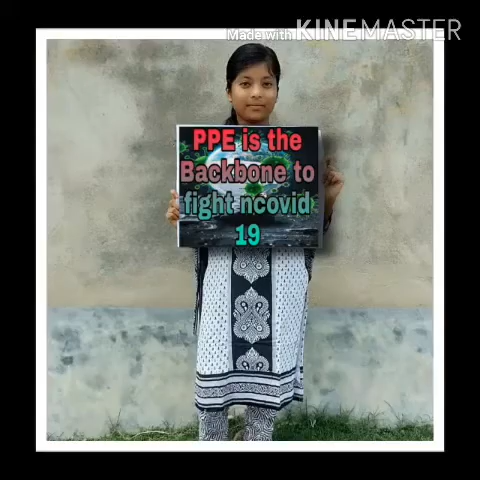 Made with KINEMASTER
PPE is the
Backbone to
fight ncovid
19